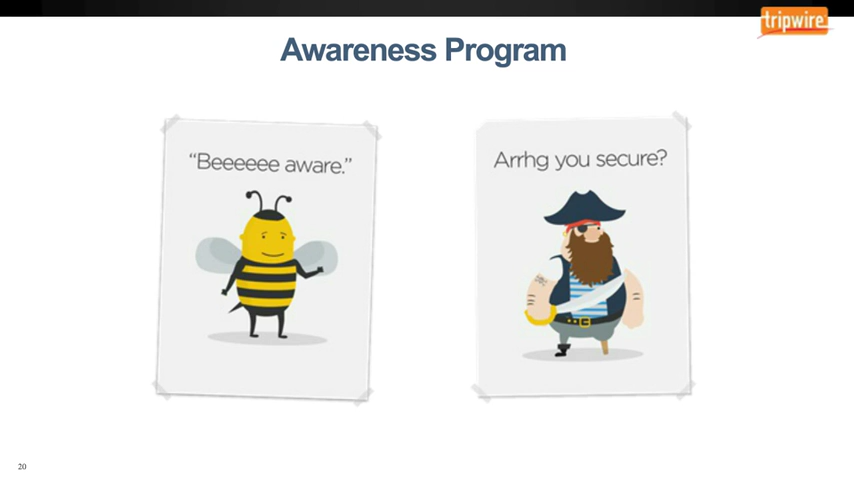 tripwire
Awareness Program
“Beeeeee aware.”
Arrhg you secure?
20